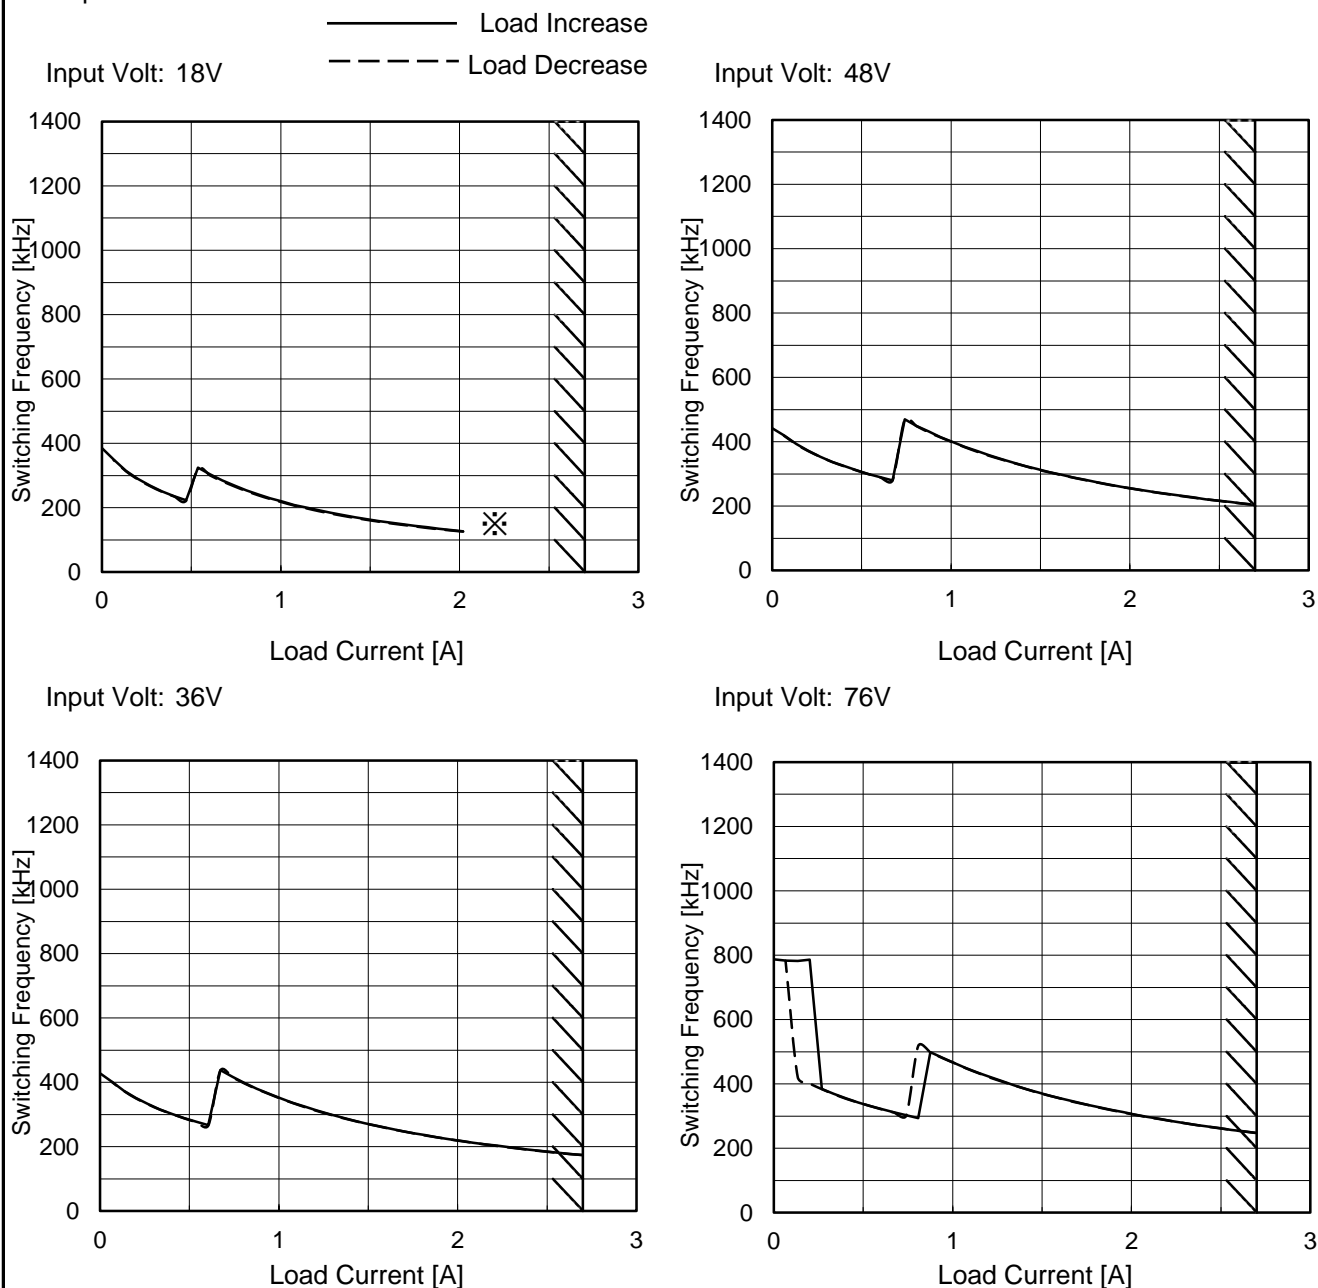 Load Increase
Load Decrease
Input Volt: 18V
1400
1200
1000
800
600
400
200
0
0 1 2 3
Switching Frequency [kHz]
Load Current [A]
※
Input Volt: 48V
1400
1200
1000
800
600
400
200
0
0 1 2 3
Switching Frequency [kHz]
Load Current [A]
Input Volt: 36V
1400
1200
1000
800
600
400
200
0
0 1 2 3
Switching Frequency [kHz]
Load Current [A]
Input Volt: 76V
1400
1200
1000
800
600
400
200
0
0 1 2 3
Switching Frequency [kHz]
Load Current [A]